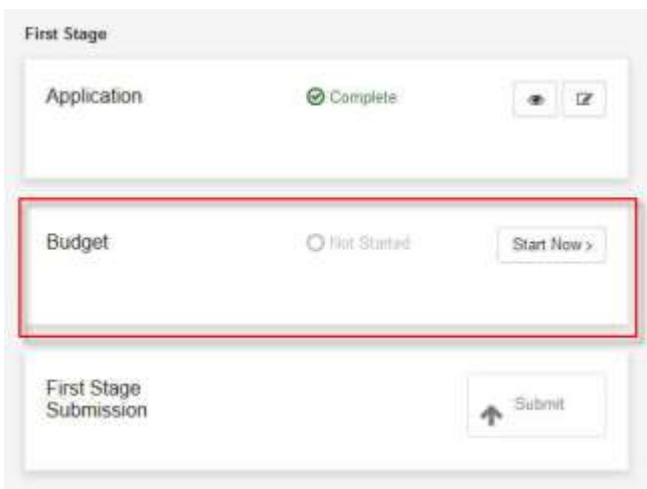 First Stage
Application
Complete
Budget
Not Started
Start Now >
First Stage
Submission
Submit